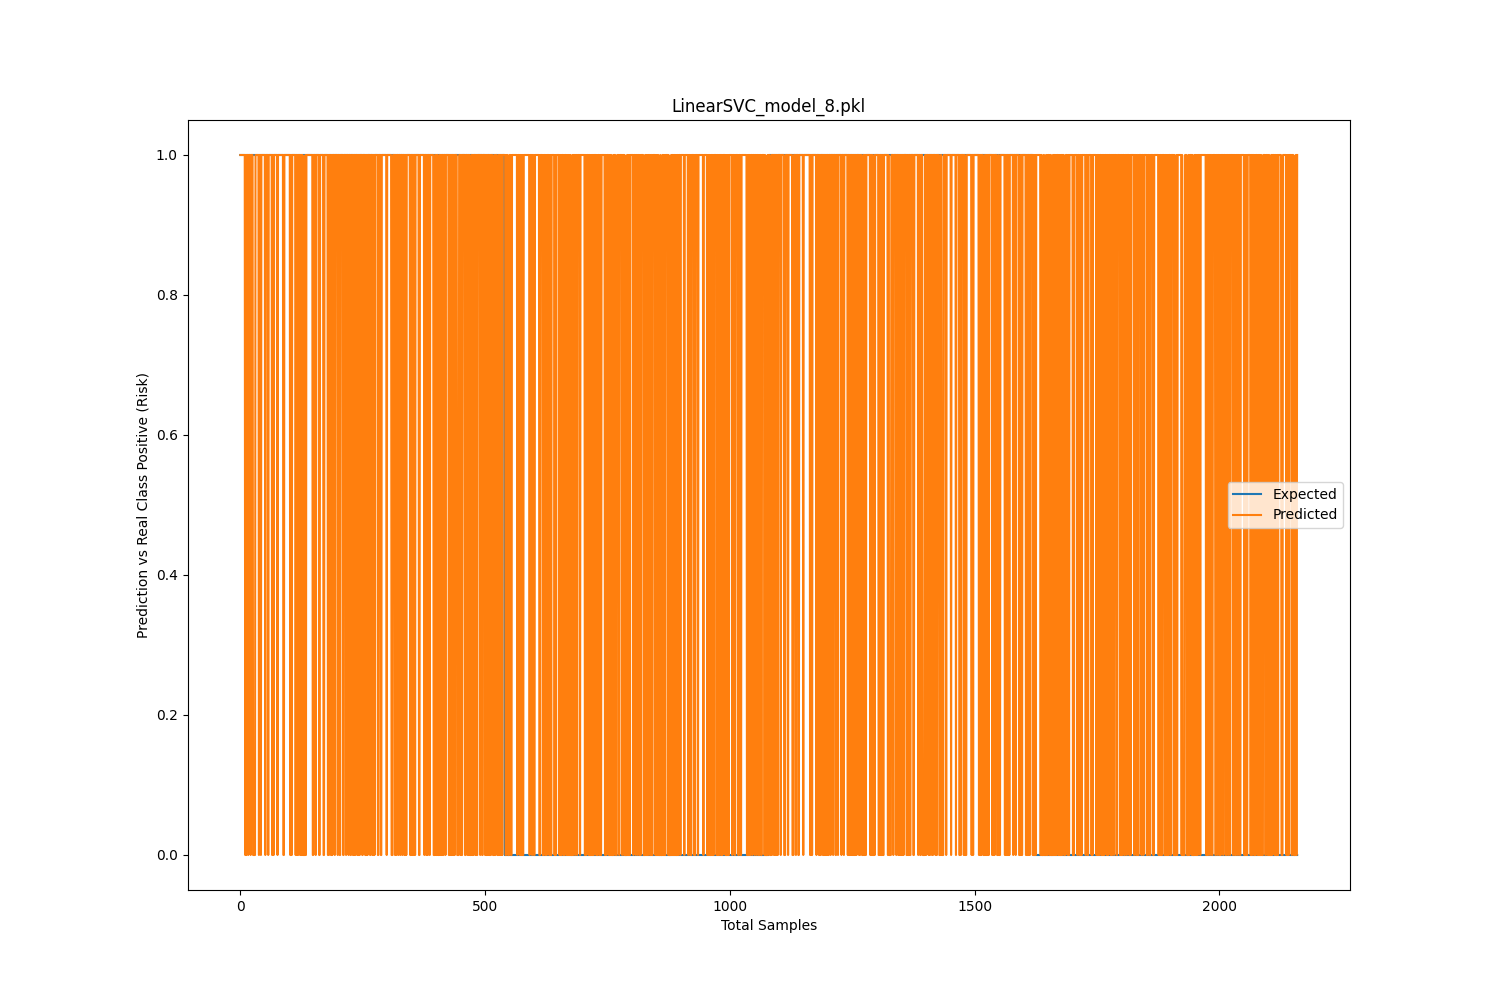 LinearSVC_model_8.pkl
1.0
0.8
0.6
0.4
0.2
0.0
Prediction vs Real Class Positive (Risk)
Expected
Predicted
0
500
1000
1500
2000
Total Samples